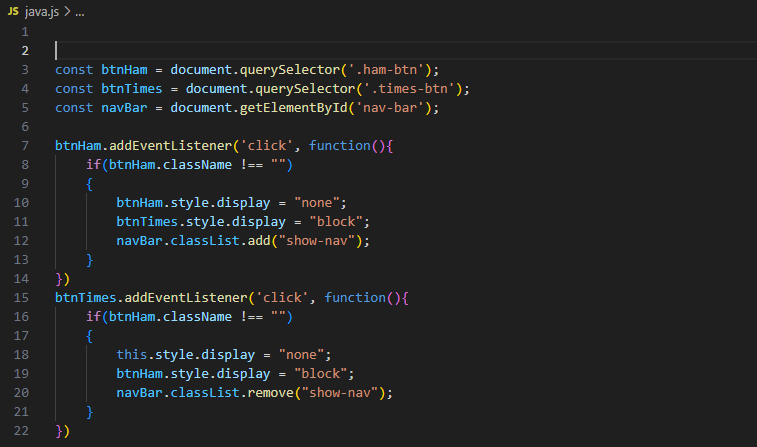 JS java.js > ...
1
2
3 const btnHam = document.querySelector('.ham-btn');
4 const btnTimes = document.querySelector('.times-btn');
5 const navBar = document.getElementById('nav-bar');
6
7 btnHam.addEventListener('click', function(){
8     if(btnHam.className !== "")
9     {
10         btnHam.style.display = "none";
11         btnTimes.style.display = "block";
12         navBar.classList.add("show-nav");
13     }
14 })
15 btnTimes.addEventListener('click', function(){
16     if(btnHam.className !== "")
17     {
18         this.style.display = "none";
19         btnHam.style.display = "block";
20         navBar.classList.remove("show-nav");
21     }
22 })